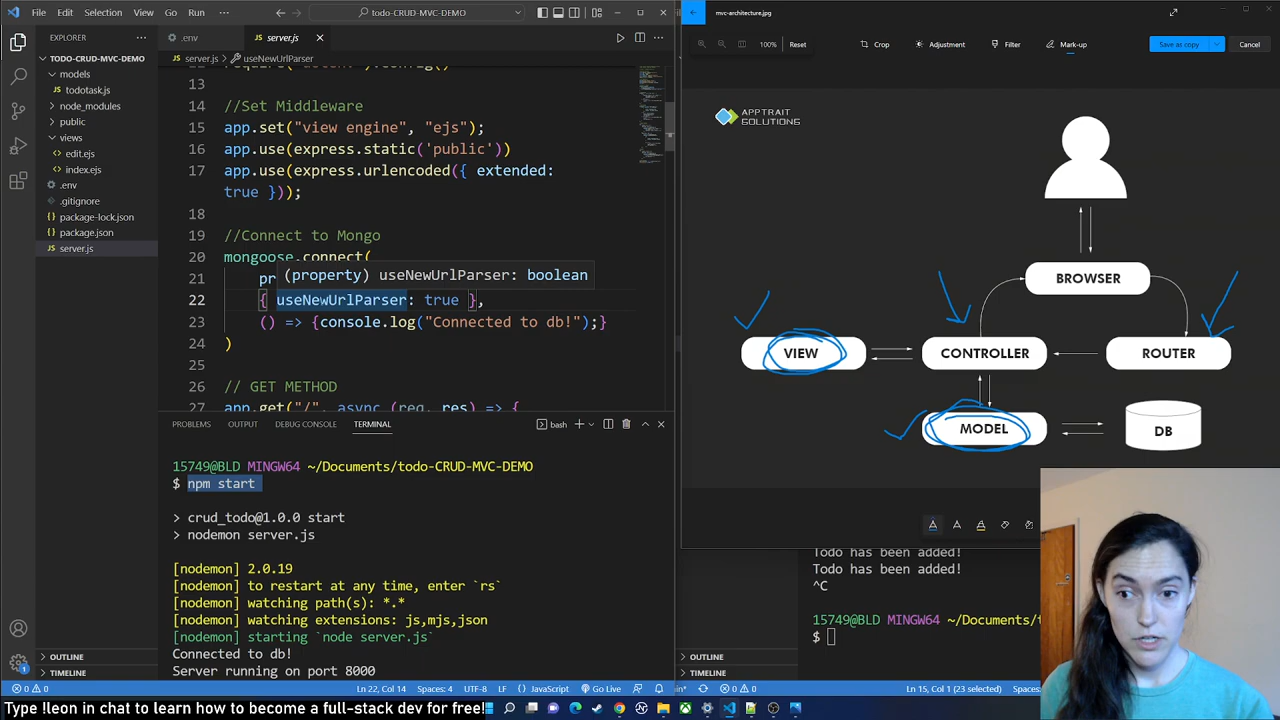 File
Edit
Selection
View
Go
Run
todo-CRUD-MVC-DEMO
EXPLORER
TODO-CRUD-MVC-DEMO
models
todotask.js
node_modules
public
views
edit.ejs
index.ejs
.env
.gitignore
package-lock.json
package.json
server.js
OUTLINE
TIMELINE
.env
server.js
server.js > useNewUrlParser
13
14 //Set Middleware
15 app.set("view engine", "ejs");
16 app.use(express.static('public'))
17 app.use(express.urlencoded({ extended:
true }));
18
19 //Connect to Mongo
20 mongoose.connect(
21 pr
(property) useNewUrlParser: boolean
22 { useNewUrlParser: true },
23 () => {console.log("Connected to db!");}
24 )
25
26 // GET METHOD
27 app.get("/", async (req, res) => {
PROBLEMS
OUTPUT
DEBUG CONSOLE
TERMINAL
bash
15749@BLD MINGW64 ~/Documents/todo-CRUD-MVC-DEMO
$ npm start
> crud_todo@1.0.0 start
> nodemon server.js
[nodemon] 2.0.19
[nodemon] to restart at any time, enter `rs`
[nodemon] watching path(s): *.*
[nodemon] watching extensions: js,mjs,json
[nodemon] starting `node server.js`
Connected to db!
Server running on port 8000
0 0
Ln 22, Col 14
Spaces: 4
UTF-8
LF
JavaScript
Go Live
mvc-architecture.jpg
100%
Reset
Crop
Adjustment
Filter
Mark-up
Save as copy
Cancel
APPTRAIT
SOLUTIONS
BROWSER
VIEW
CONTROLLER
ROUTER
MODEL
DB
Todo has been added!
Todo has been added!
^C
15749@BLD MINGW64 ~/Documents/t
$
OUTLINE
TIMELINE
0 0
Ln 15, Col 1 (23 selected)
Type !leon in chat to learn how to become a full-stack dev for free!